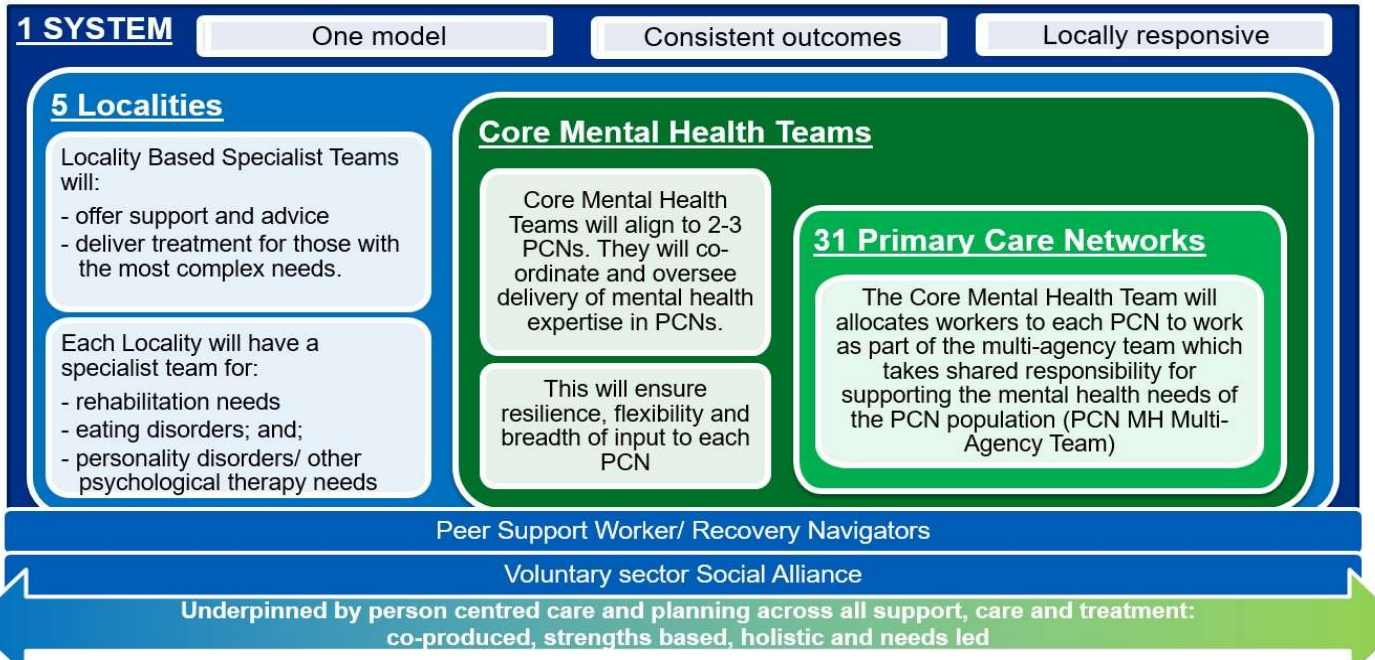 1 SYSTEM
One model
Consistent outcomes
Locally responsive
5 Localities
Locality Based Specialist Teams
will:
- offer support and advice
- deliver treatment for those with
the most complex needs.
Each Locality will have a
specialist team for:
- rehabilitation needs
- eating disorders; and;
- personality disorders/ other
psychological therapy needs
Core Mental Health Teams
Core Mental Health
Teams will align to 2-3
PCNs. They will co-
ordinate and oversee
delivery of mental health
expertise in PCNs.
This will ensure
resilience, flexibility and
breadth of input to each
PCN
31 Primary Care Networks
The Core Mental Health Team will
allocates workers to each PCN to work
as part of the multi-agency team which
takes shared responsibility for
supporting the mental health needs of
the PCN population (PCN MH Multi-
Agency Team)
Peer Support Worker/ Recovery Navigators
Voluntary sector Social Alliance
Underpinned by person centred care and planning across all support, care and treatment:
co-produced, strengths based, holistic and needs led